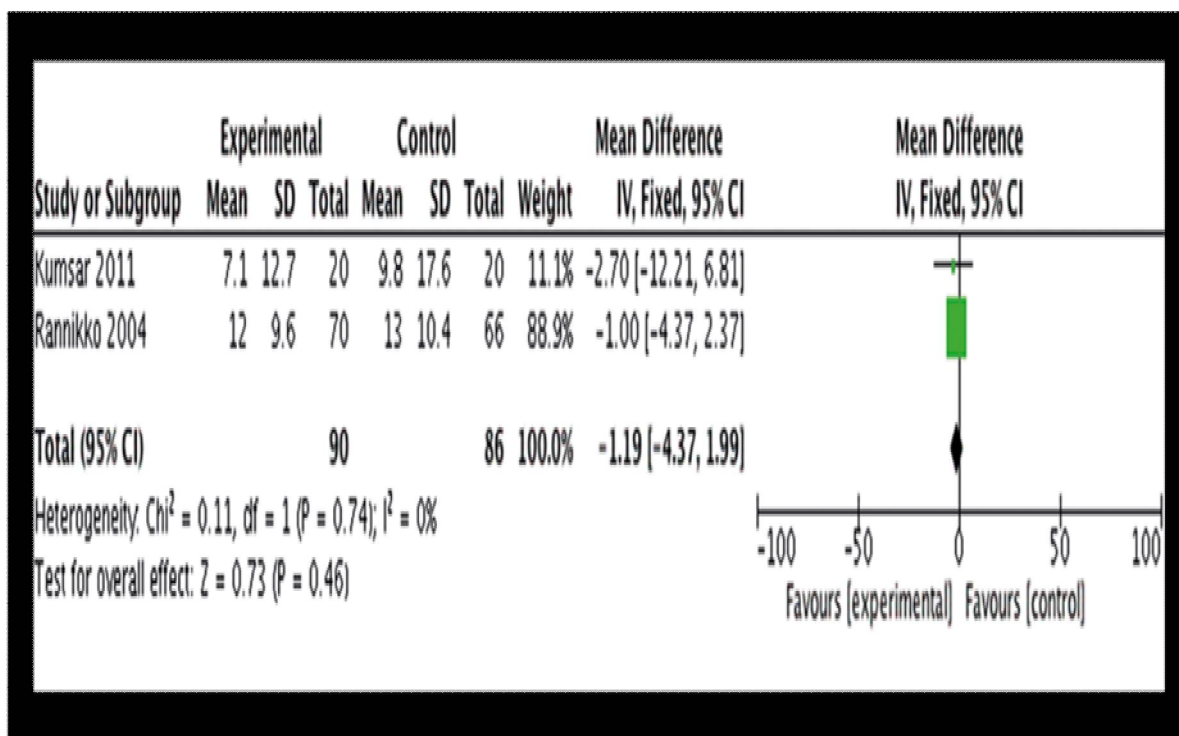 Experimental Control Mean Difference Mean Difference
Study or Subgroup Mean SD Total Mean SD Total Weight IV, Fixed, 95% CI IV, Fixed, 95% CI
Kumsar 2011 7.1 12.7 20 9.8 17.6 20 11.1% -2.70 [-12.21, 6.81]
Rannikko 2004 12 9.6 70 13 10.4 66 88.9% -1.00 [-4.37, 2.37]
Total (95% CI) 90 86 100.0% -1.19 [-4.37, 1.99]
Heterogeneity: Chi² = 0.11, df = 1 (P = 0.74); I² = 0%
Test for overall effect: Z = 0.73 (P = 0.46)
-100 -50 0 50 100
Favours [experimental] Favours [control]